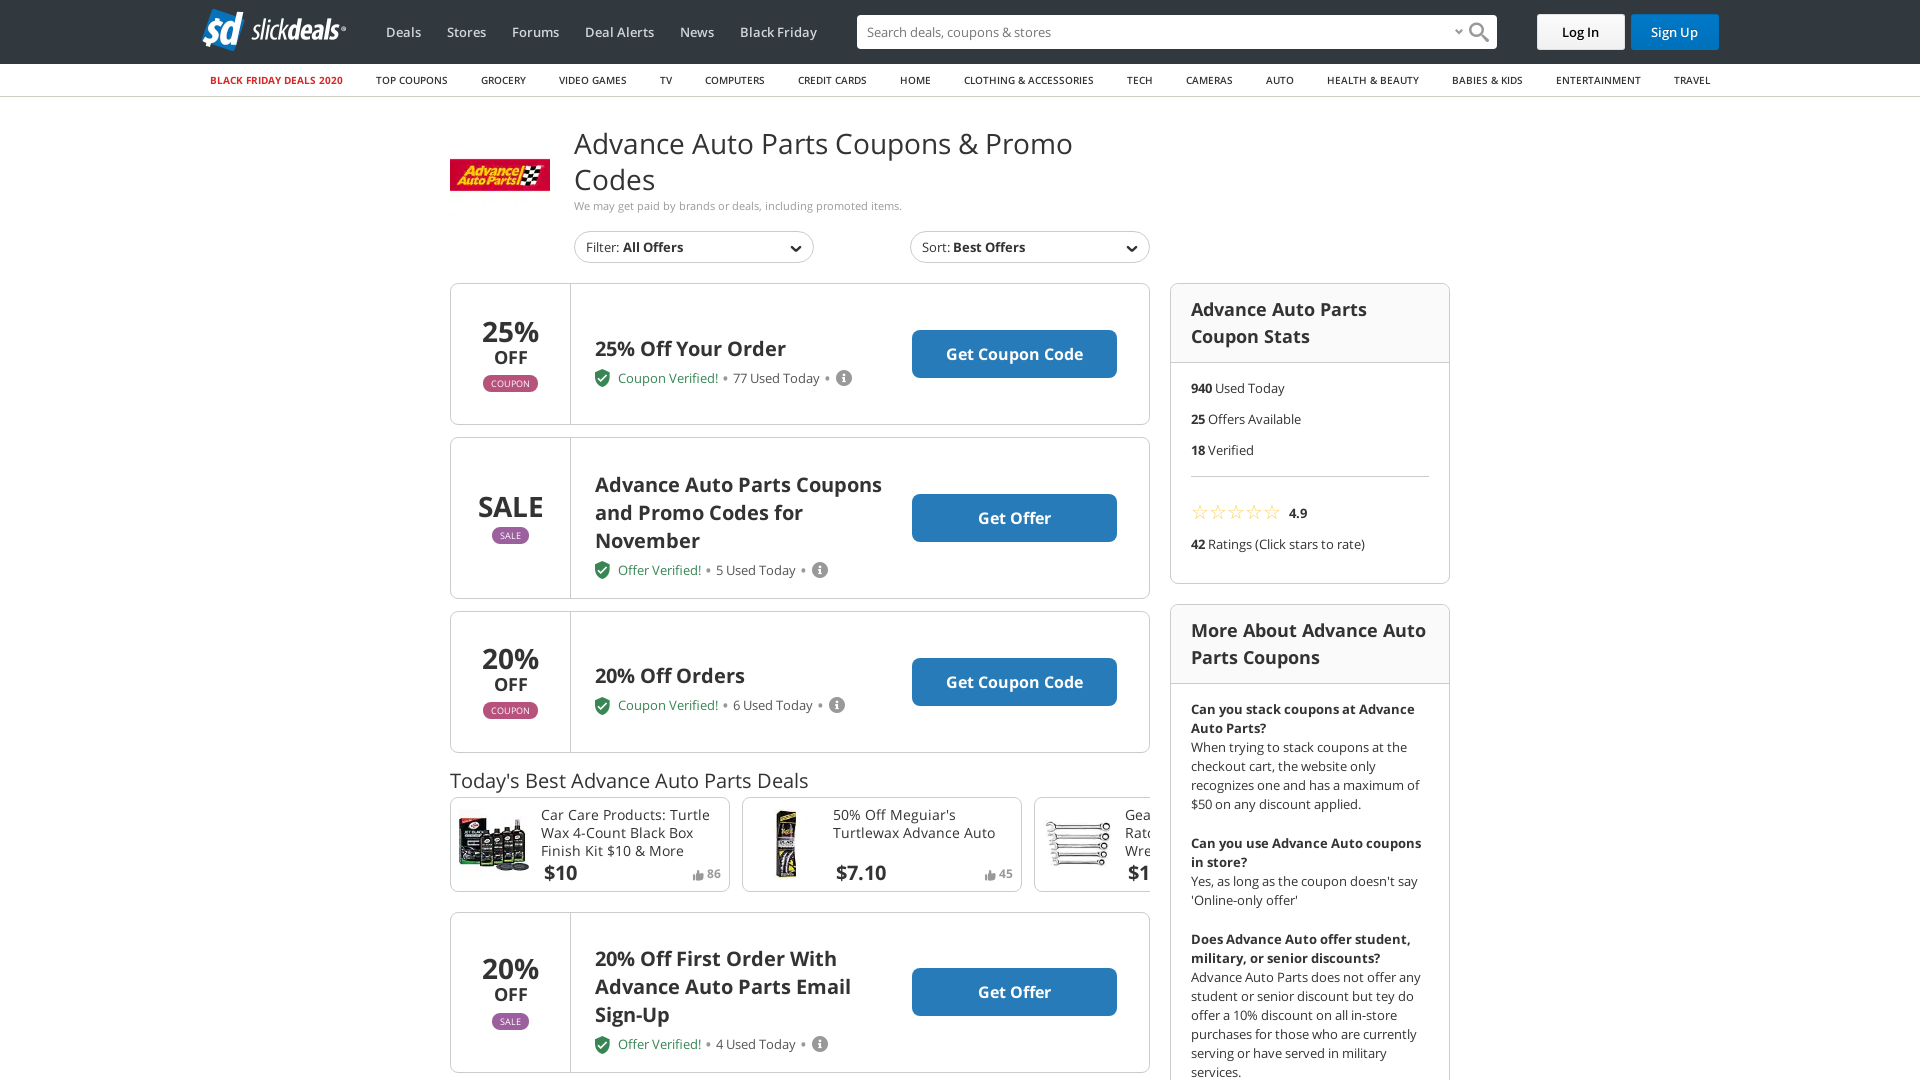 sd slickdeals
Deals
Stores
Forums
Deal Alerts
News
Black Friday
Search deals, coupons & stores
Log In
Sign Up
BLACK FRIDAY DEALS 2020
TOP COUPONS
GROCERY
VIDEO GAMES
TV
COMPUTERS
CREDIT CARDS
HOME
CLOTHING & ACCESSORIES
TECH
CAMERAS
AUTO
HEALTH & BEAUTY
BABIES & KIDS
ENTERTAINMENT
TRAVEL
Advance
Auto Parts
Advance Auto Parts Coupons & Promo
Codes
We may get paid by brands or deals, including promoted items.
Filter: All Offers
Sort: Best Offers
25%
OFF
COUPON
25% Off Your Order
Coupon Verified! • 77 Used Today •
Get Coupon Code
SALE
SALE
Advance Auto Parts Coupons
and Promo Codes for
November
Offer Verified! • 5 Used Today •
Get Offer
20%
OFF
COUPON
20% Off Orders
Coupon Verified! • 6 Used Today •
Get Coupon Code
Today's Best Advance Auto Parts Deals
Car Care Products: Turtle
Wax 4-Count Black Box
Finish Kit $10 & More
$10
86
50% Off Meguiar's
Turtlewax Advance Auto
$7.10
45
Gea
Ratc
Wre
$1
20%
OFF
SALE
20% Off First Order With
Advance Auto Parts Email
Sign-Up
Offer Verified! • 4 Used Today •
Get Offer
Advance Auto Parts
Coupon Stats
940 Used Today
25 Offers Available
18 Verified
4.9
42 Ratings (Click stars to rate)
More About Advance Auto
Parts Coupons
Can you stack coupons at Advance
Auto Parts?
When trying to stack coupons at the
checkout cart, the website only
recognizes one and has a maximum of
$50 on any discount applied.
Can you use Advance Auto coupons
in store?
Yes, as long as the coupon doesn't say
'Online-only offer'
Does Advance Auto offer student,
military, or senior discounts?
Advance Auto Parts does not offer any
student or senior discount but tey do
offer a 10% discount on all in-store
purchases for those who are currently
serving or have served in military
services.